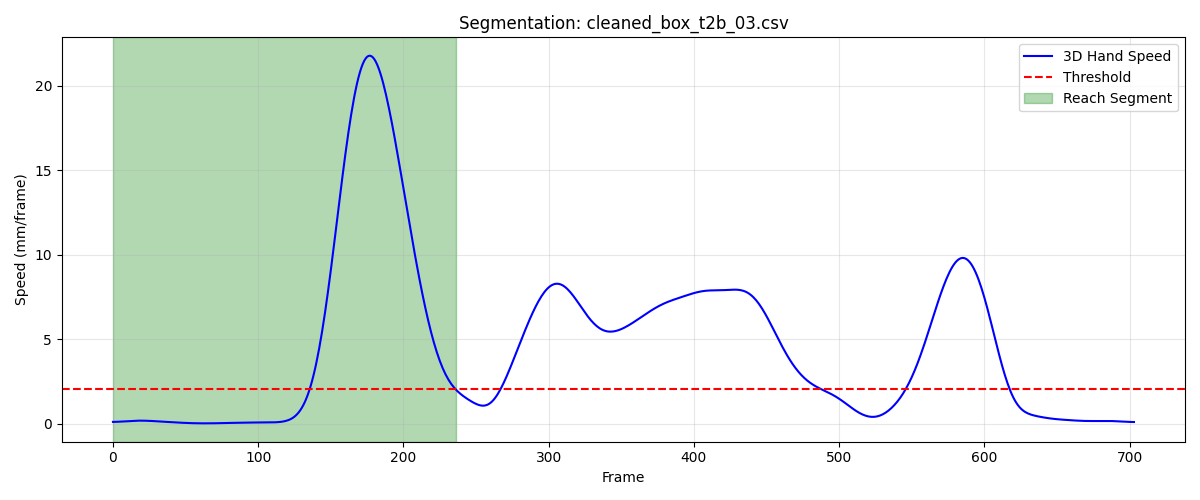 Segmentation: cleaned_box_t2b_03.csv
3D Hand Speed
Threshold
Reach Segment
Speed (mm/frame)
20
15
10
5
0
0 100 200 300 400 500 600 700
Frame